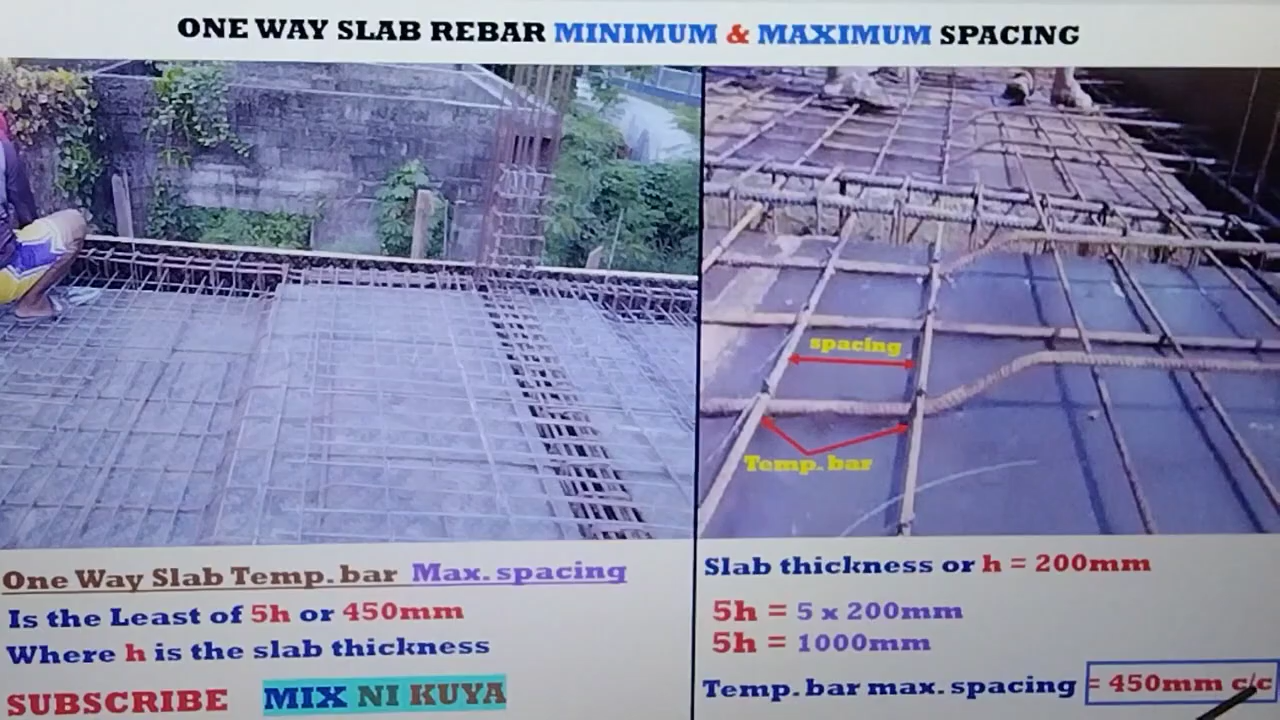 ONE WAY SLAB REBAR MINIMUM & MAXIMUM SPACING
spacing
Temp. bar
One Way Slab Temp. bar Max. spacing
Is the Least of 5h or 450mm
Where h is the slab thickness
SUBSCRIBE MIX NI KUYA
Slab thickness or h = 200mm
5h = 5 x 200mm
5h = 1000mm
Temp. bar max. spacing = 450mm c/c